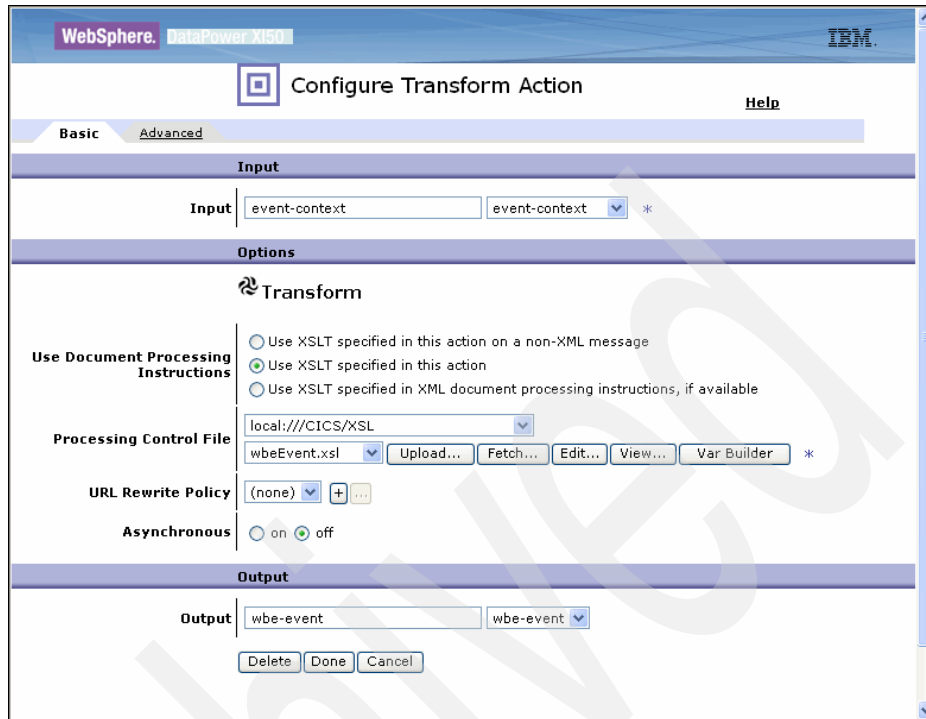 WebSphere. DataPower XI50
IBM.
Configure Transform Action
Help
Basic Advanced
Input
Input event-context event-context *
Options
Transform
Use Document Processing Instructions
Use XSLT specified in this action on a non-XML message
Use XSLT specified in this action
Use XSLT specified in XML document processing instructions, if available
Processing Control File
local:///CICS/XSL
wbeEvent.xsl Upload... Fetch... Edit... View... Var Builder *
URL Rewrite Policy (none) + ...
Asynchronous on off
Output
Output wbe-event wbe-event
Delete Done Cancel